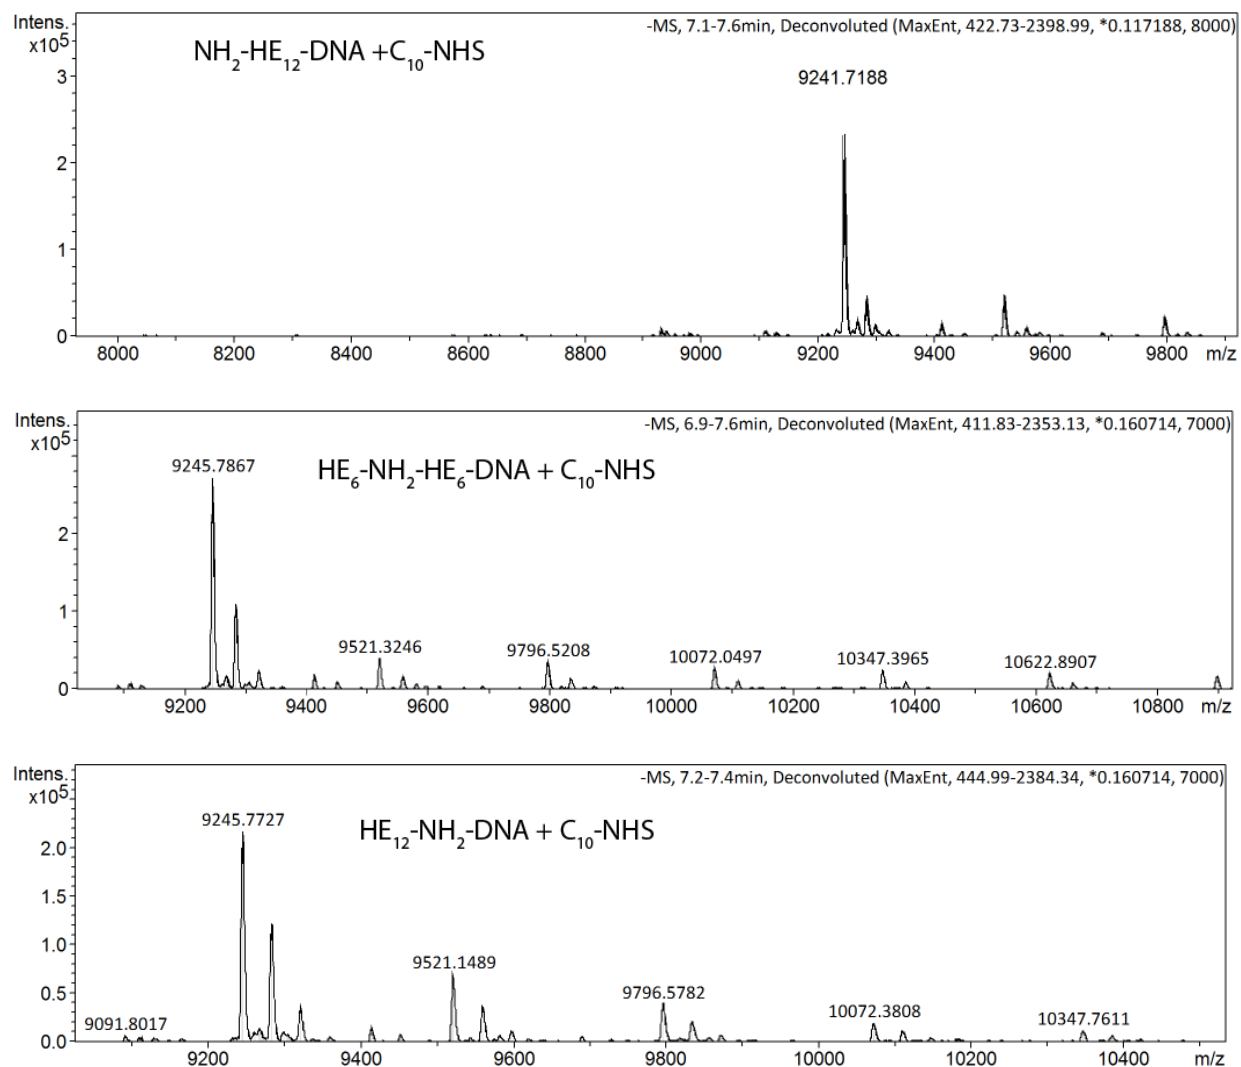 Intens.
x10⁵
-MS, 7.1-7.6min, Deconvoluted (MaxEnt, 422.73-2398.99, *0.117188, 8000)
NH₂-HE₁₂-DNA +C₁₀-NHS
9241.7188
3
2
1
0
8000 8200 8400 8600 8800 9000 9200 9400 9600 9800 m/z
Intens.
x10⁵
-MS, 6.9-7.6min, Deconvoluted (MaxEnt, 411.83-2353.13, *0.160714, 7000)
9245.7867
HE₆-NH₂-HE₆-DNA + C₁₀-NHS
2
1
9521.3246 9796.5208 10072.0497 10347.3965 10622.8907
0
9200 9400 9600 9800 10000 10200 10400 10600 10800 m/z
Intens.
x10⁵
-MS, 7.2-7.4min, Deconvoluted (MaxEnt, 444.99-2384.34, *0.160714, 7000)
9245.7727
HE₁₂-NH₂-DNA + C₁₀-NHS
2.0
1.5
1.0
9521.1489
0.5
9796.5782
10072.3808
10347.7611
9091.8017
0.0
9200 9400 9600 9800 10000 10200 10400 m/z